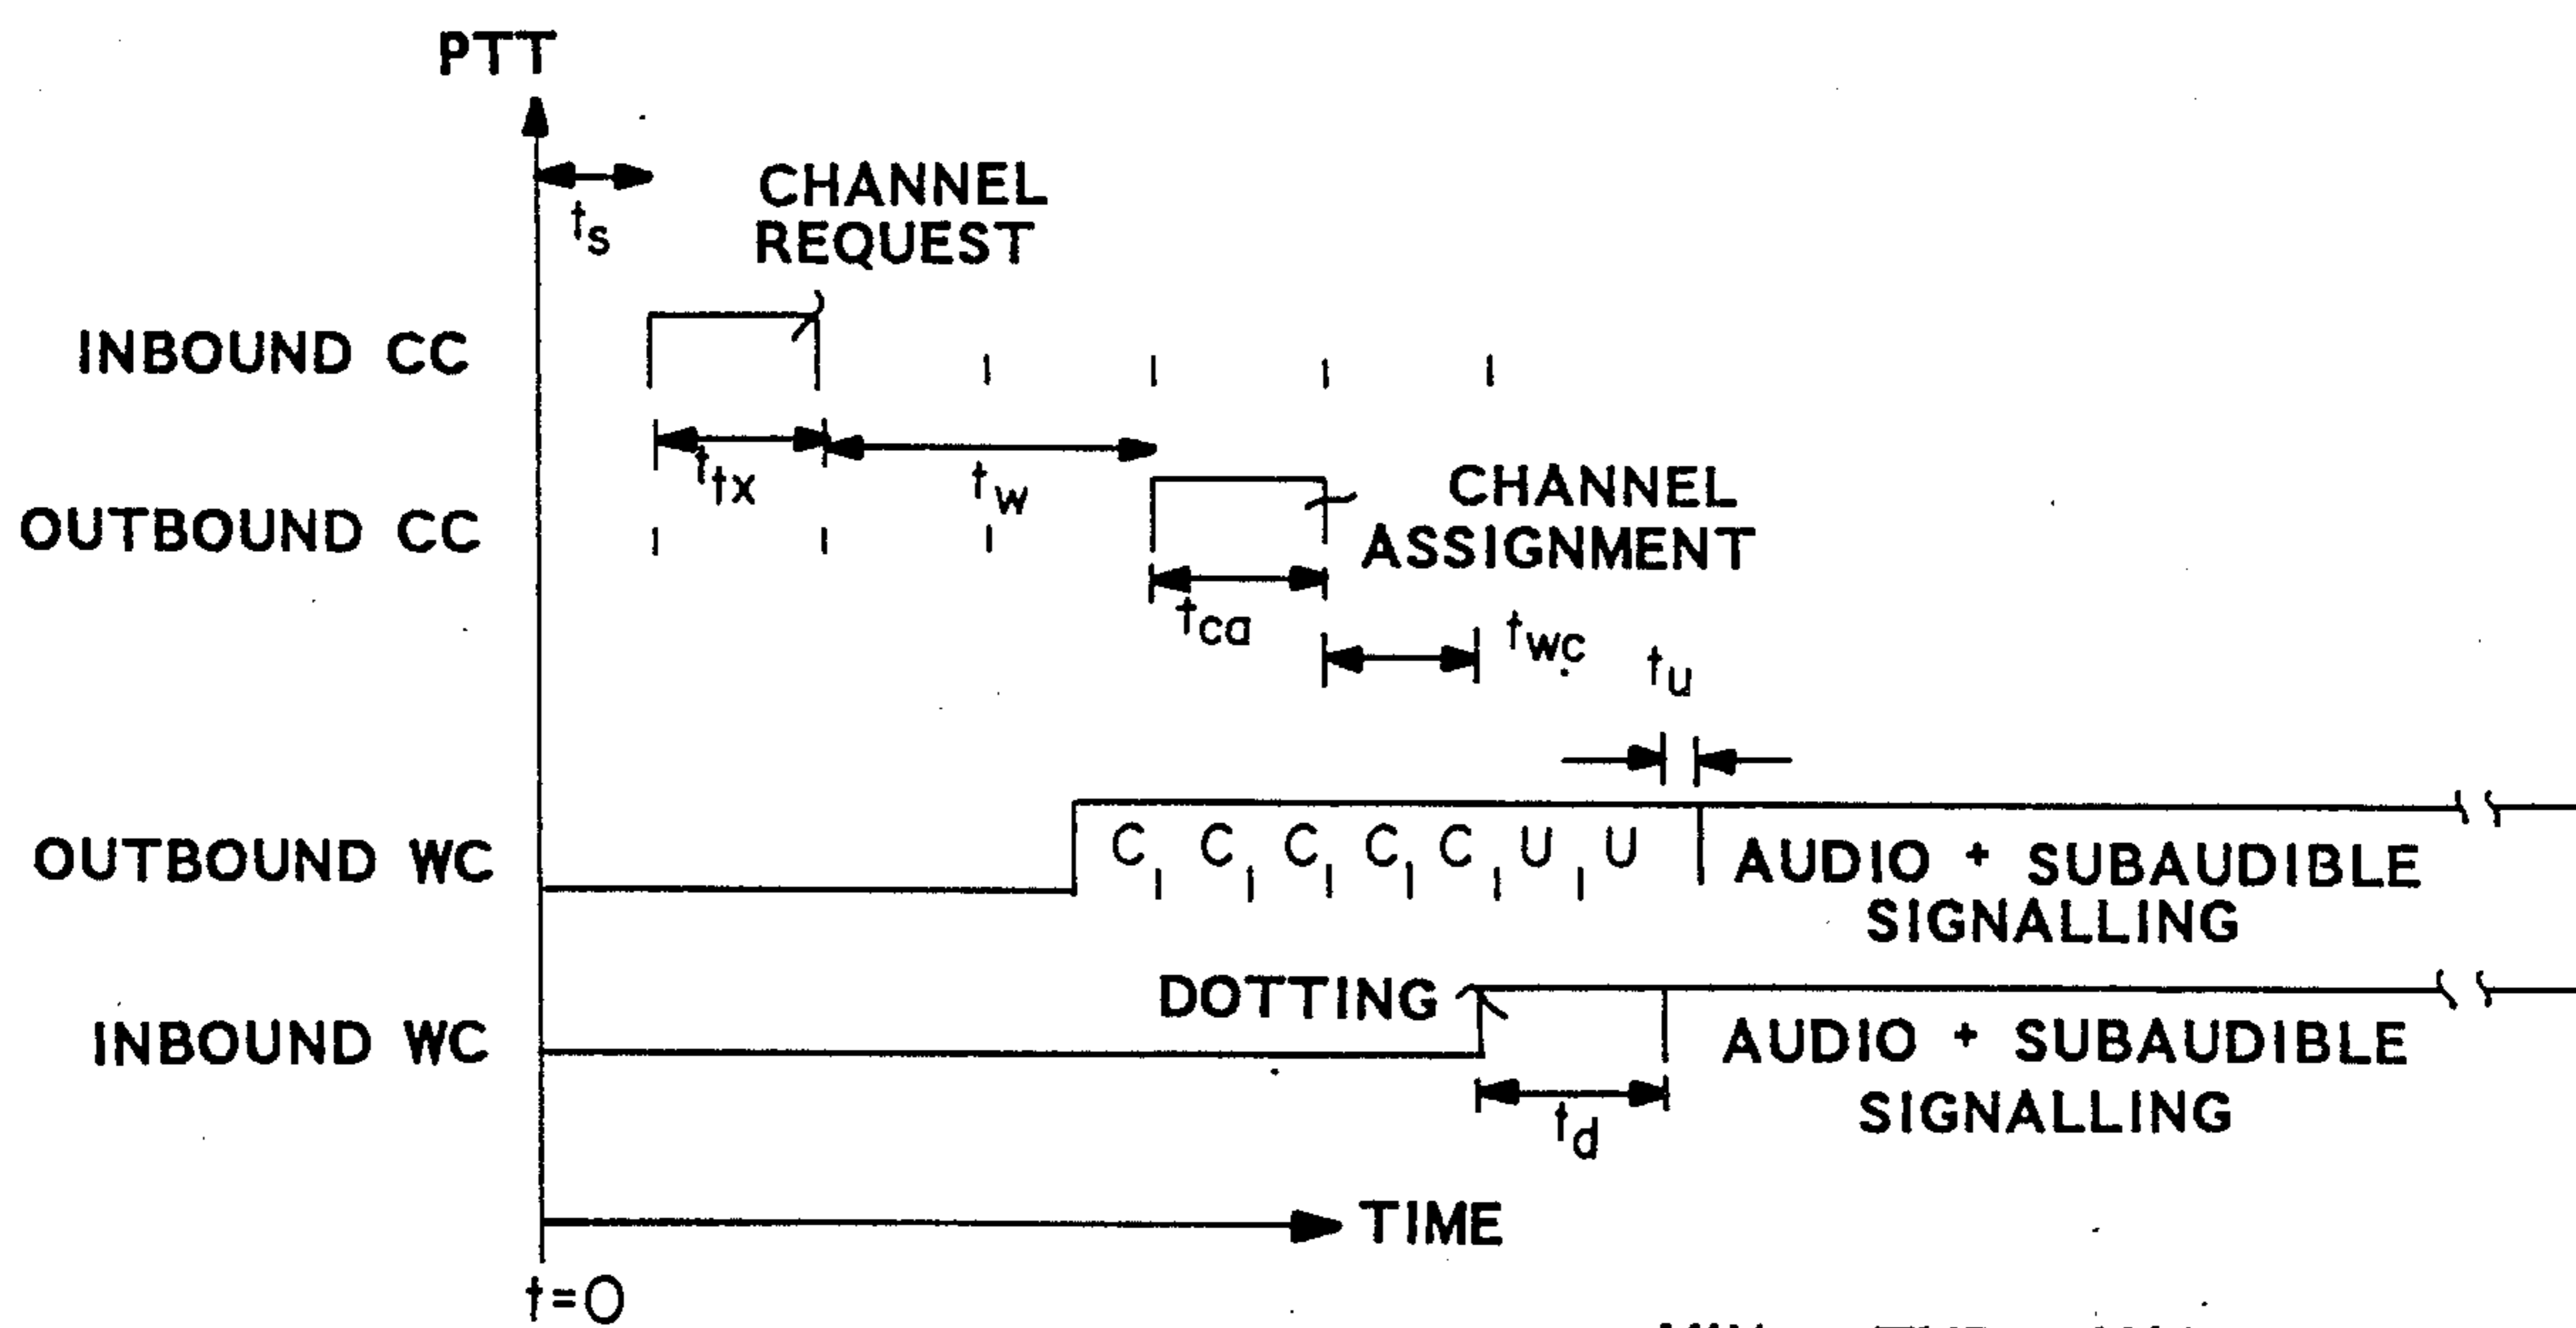 PTT
t_s
CHANNEL
REQUEST
INBOUND CC
t_tx
t_w
OUTBOUND CC
CHANNEL
ASSIGNMENT
t_ca
t_wc
t_u
OUTBOUND WC
C C C C C U U
AUDIO + SUBAUDIBLE
SIGNALLING
DOTTING
INBOUND WC
AUDIO + SUBAUDIBLE
SIGNALLING
t_d
TIME
t=0